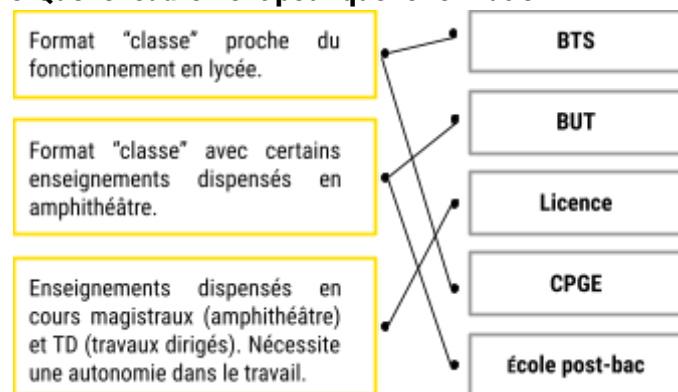 Format "classe" proche du
fonctionnement en lycée.
Format "classe" avec certains
enseignements dispensés en
amphithéâtre.
Enseignements dispensés en
cours magistraux (amphithéâtre)
et TD (travaux dirigés). Nécessite
une autonomie dans le travail.
BTS
BUT
Licence
CPGE
École post-bac